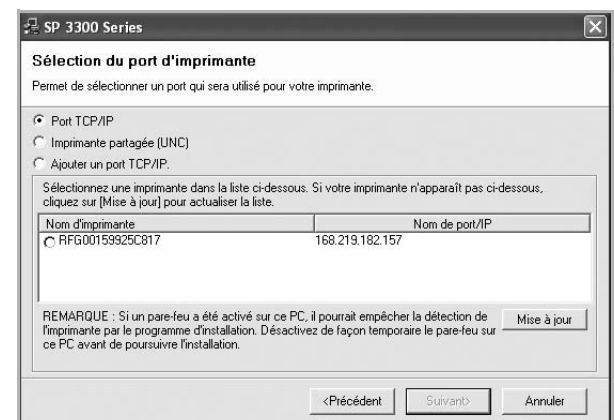 SP 3300 Series
Sélection du port d'imprimante
Permet de sélectionner un port qui sera utilisé pour votre imprimante.
Port TCP/IP
Imprimante partagée (UNC)
Ajouter un port TCP/IP.
Sélectionnez une imprimante dans la liste ci-dessous. Si votre imprimante n'apparaît pas ci-dessous,
cliquez sur [Mise à jour] pour actualiser la liste.
Nom d'imprimante Nom de port/IP
RFG00159925C817 168.219.182.157
REMARQUE : Si un pare-feu a été activé sur ce PC, il pourrait empêcher la détection de
l'imprimante par le programme d'installation. Désactivez de façon temporaire le pare-feu sur
ce PC avant de poursuivre l'installation.
Mise à jour
<Précédent Suivant> Annuler